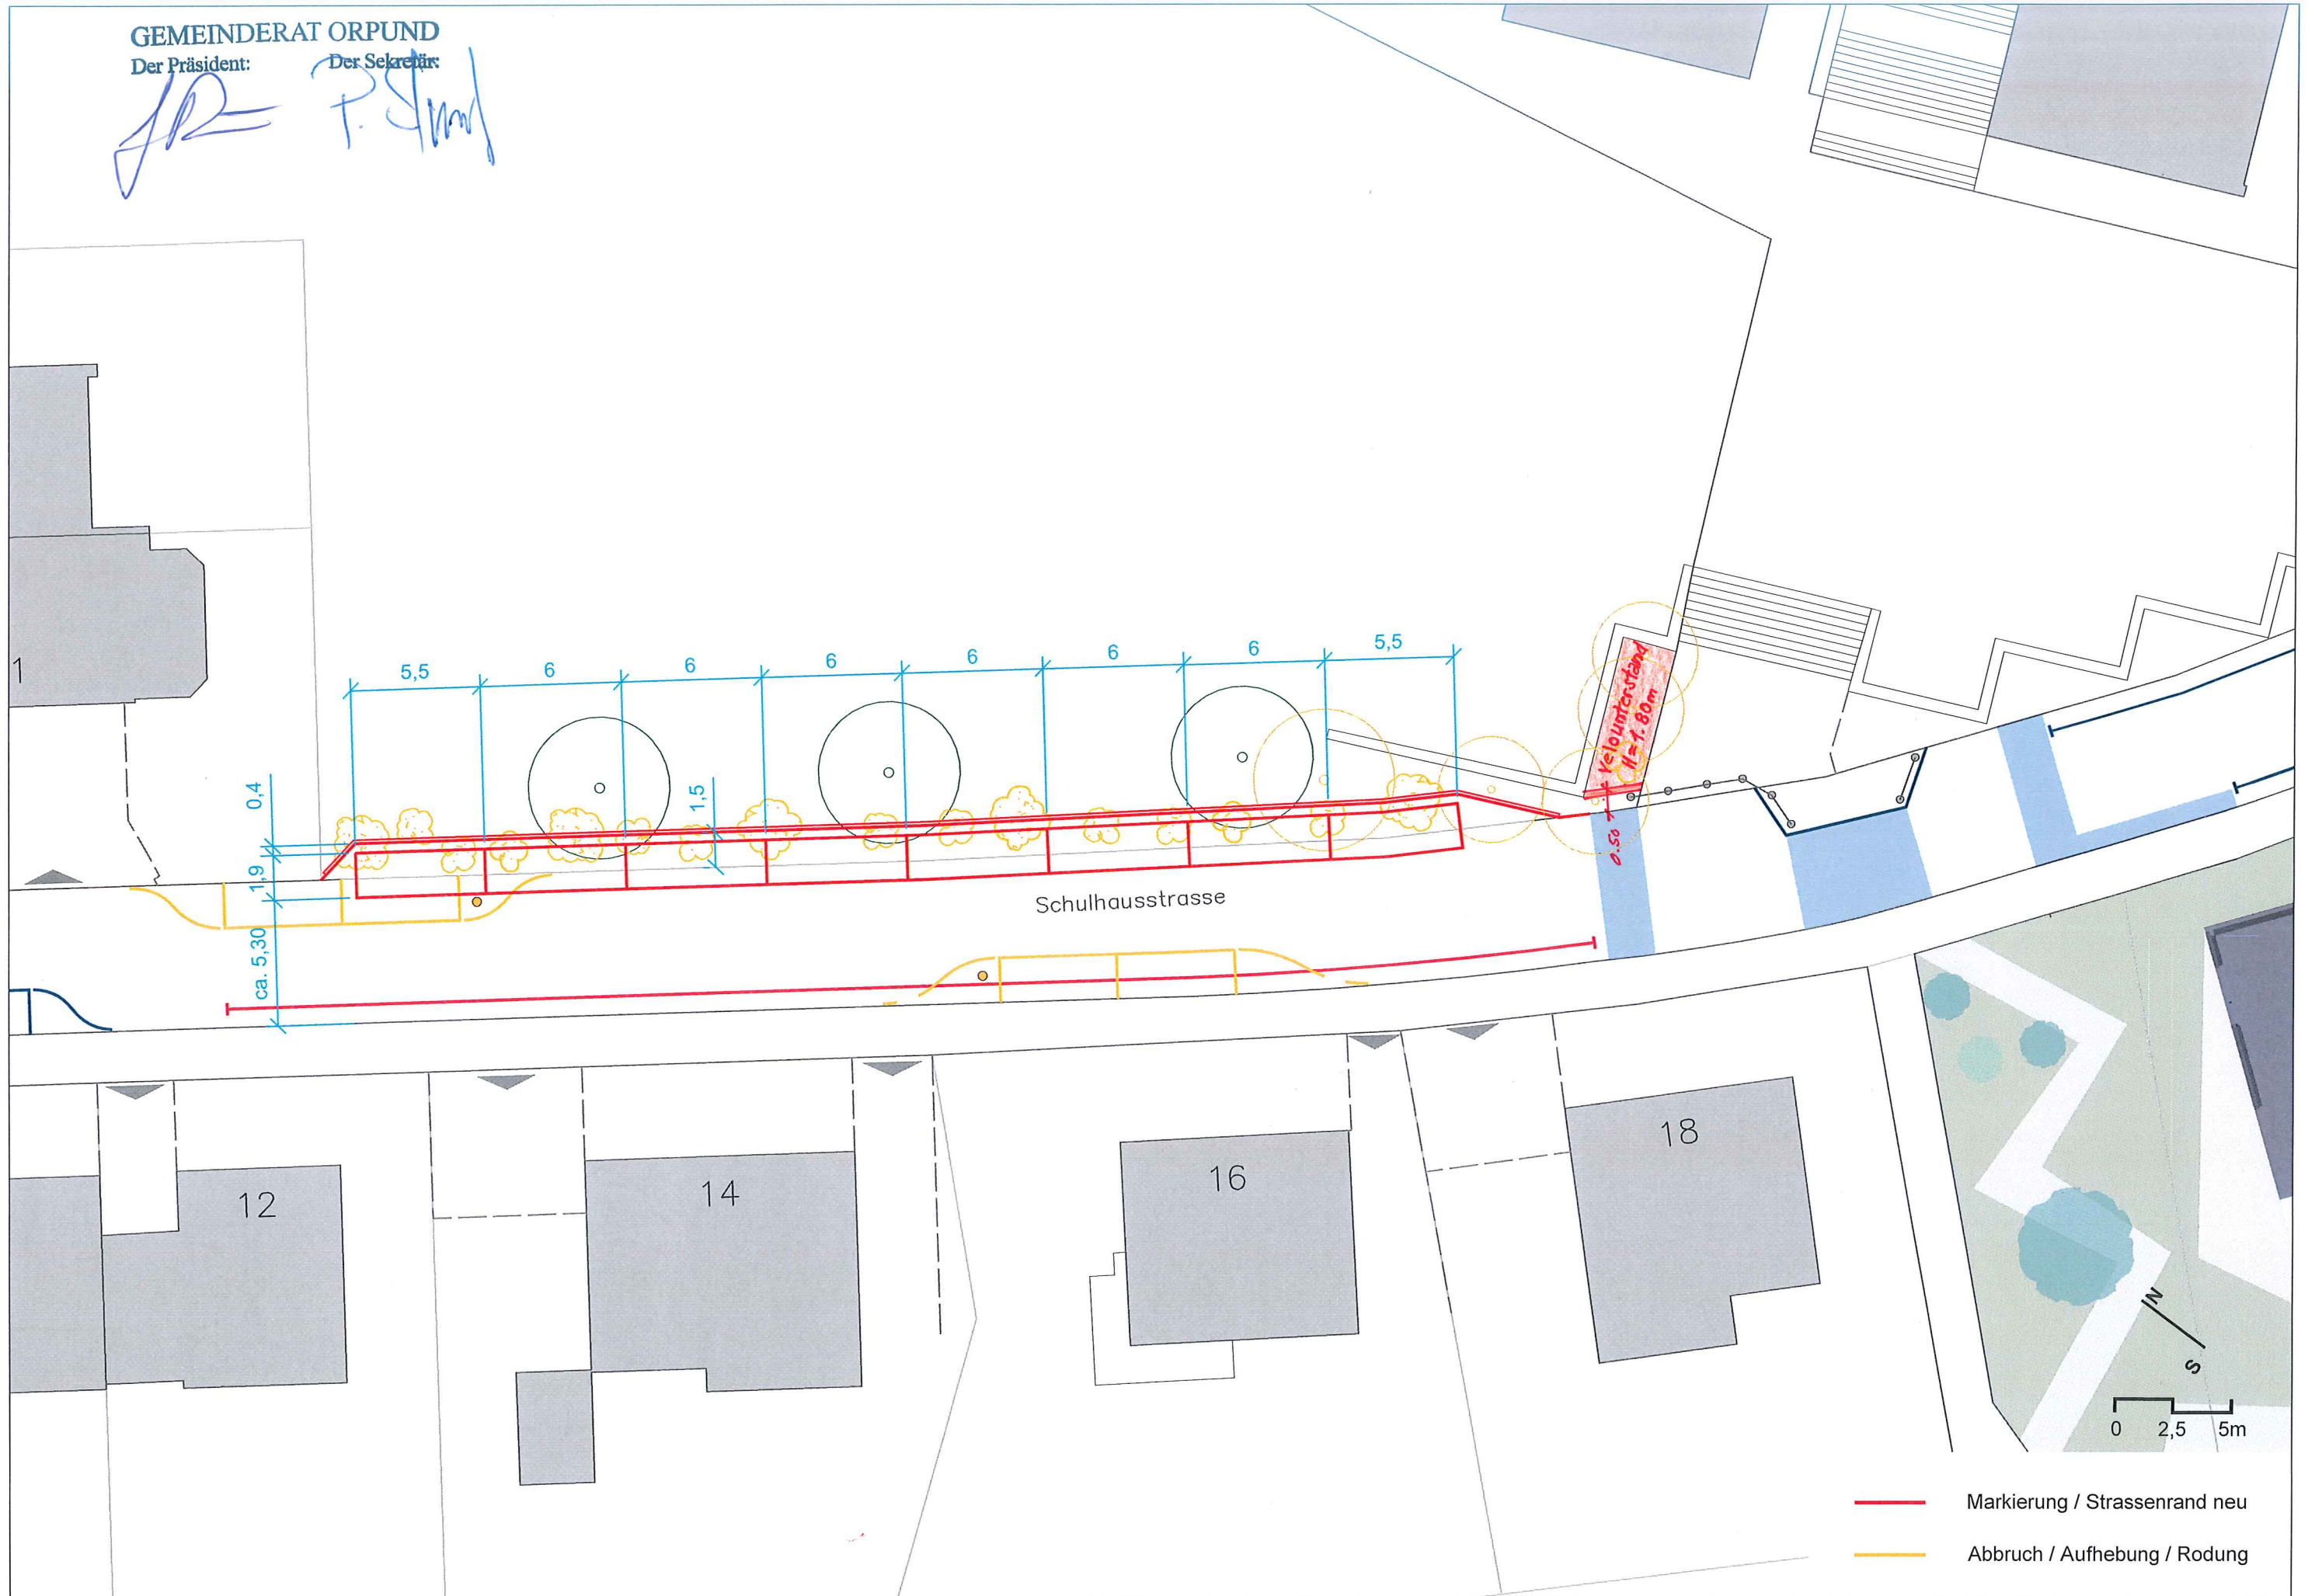 GEMEINDERAT ORPUND
Der Präsident: Der Sekretär:
5,5 6 6 6 6 6 6 5,5
0,4
1,5
1,9
ca. 5,30
Velounterstand
H=1.80m
0.50
1
Schulhausstrasse
12
14
16
18
N
S
0 2,5 5m
Markierung / Strassenrand neu
Abbruch / Aufhebung / Rodung